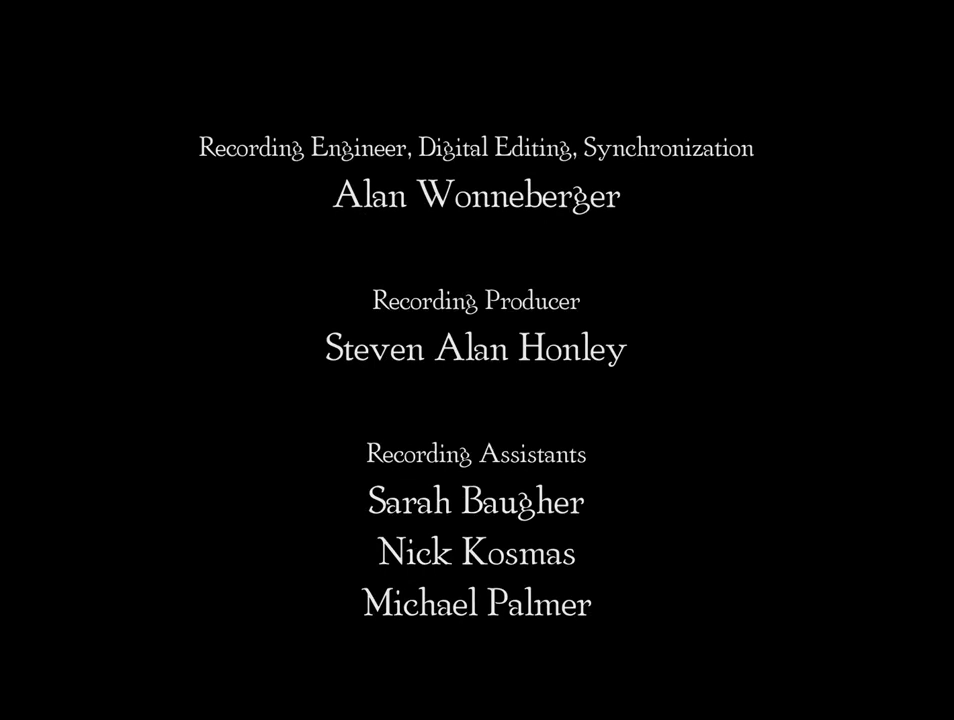 Recording Engineer, Digital Editing, Synchronization
Alan Wonneberger
Recording Producer
Steven Alan Honley
Recording Assistants
Sarah Baugher
Nick Kosmas
Michael Palmer